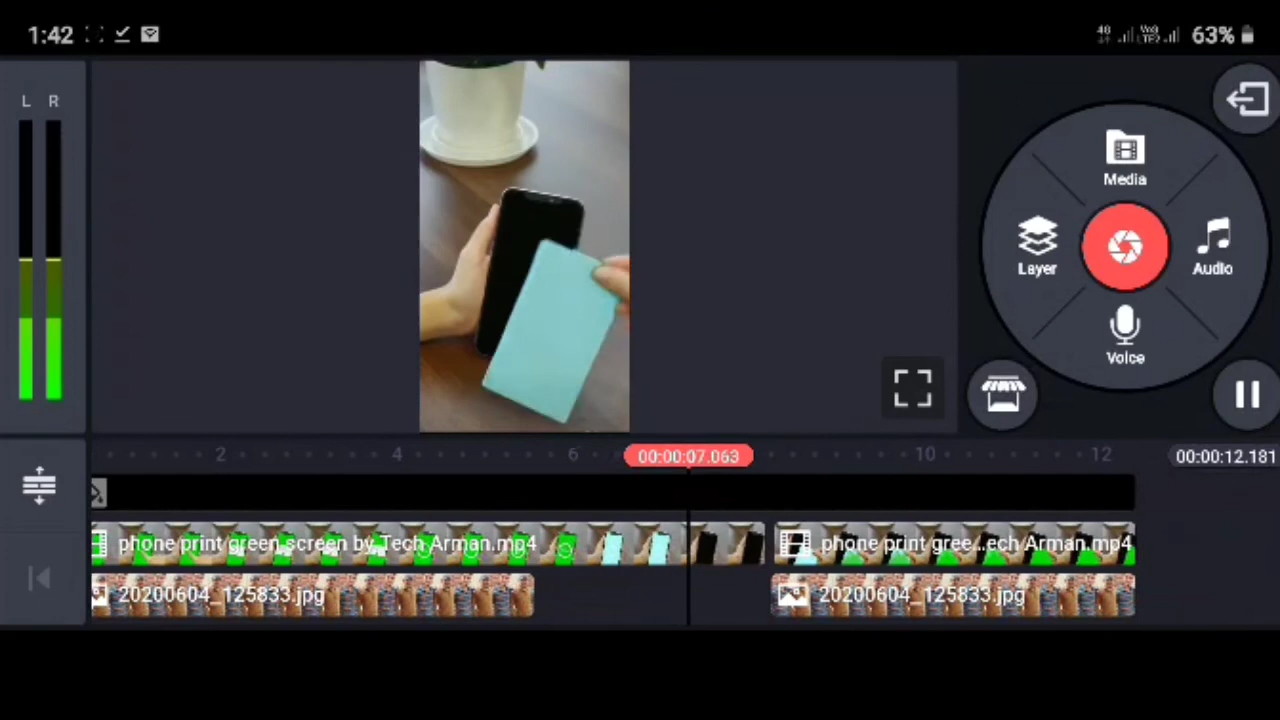 1:42
63%
L R
Media
Layer
Audio
Voice
2 4 6 00:00:07.063 10 12 00:00:12.181
phone print green screen by Tech Arman.mp4 phone print gree...ech Arman.mp4
20200604_125833.jpg 20200604_125833.jpg